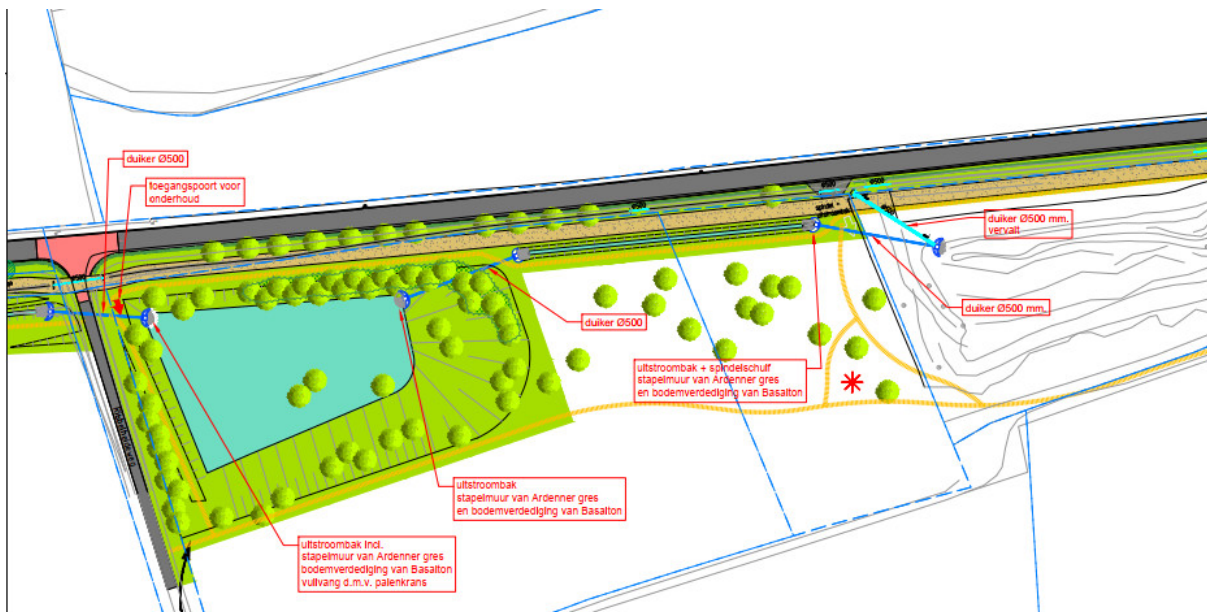 duiker Ø500
toegangspoort voor
onderhoud
Ø500
Ø500
duiker Ø500 mm.
vervalt
duiker Ø500 mm.
duiker Ø500
uitstroombak + spindelschuif
stapelmuur van Ardenner gres
en bodemverdediging van Basalton
uitstroombak
stapelmuur van Ardenner gres
en bodemverdediging van Basalton
uitstroombak incl.
stapelmuur van Ardenner gres
bodemverdediging van Basalton
vuilvang d.m.v. palenkrans